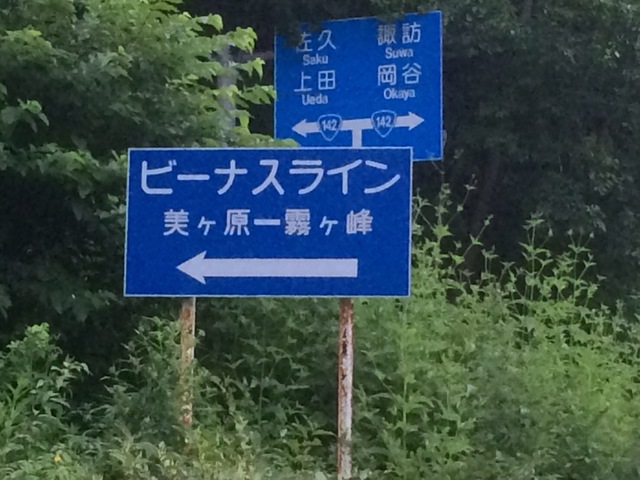 佐久 諏訪
Saku Suwa
上田 岡谷
Ueda Okaya
142 142
ビーナスライン
美ヶ原ー霧ヶ峰